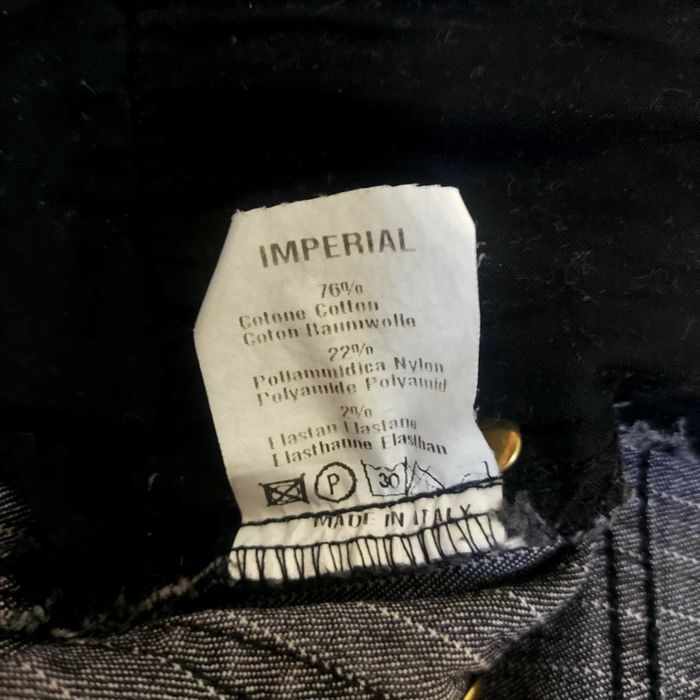 IMPERIAL
76%
Cotone Cotton
Coton Baumwolle
22%
Poliammidica Nylon
Polyamide Polyamid
2%
Elastan Elastane
Elasthanne Elasthan
P 30
MADE IN ITALY